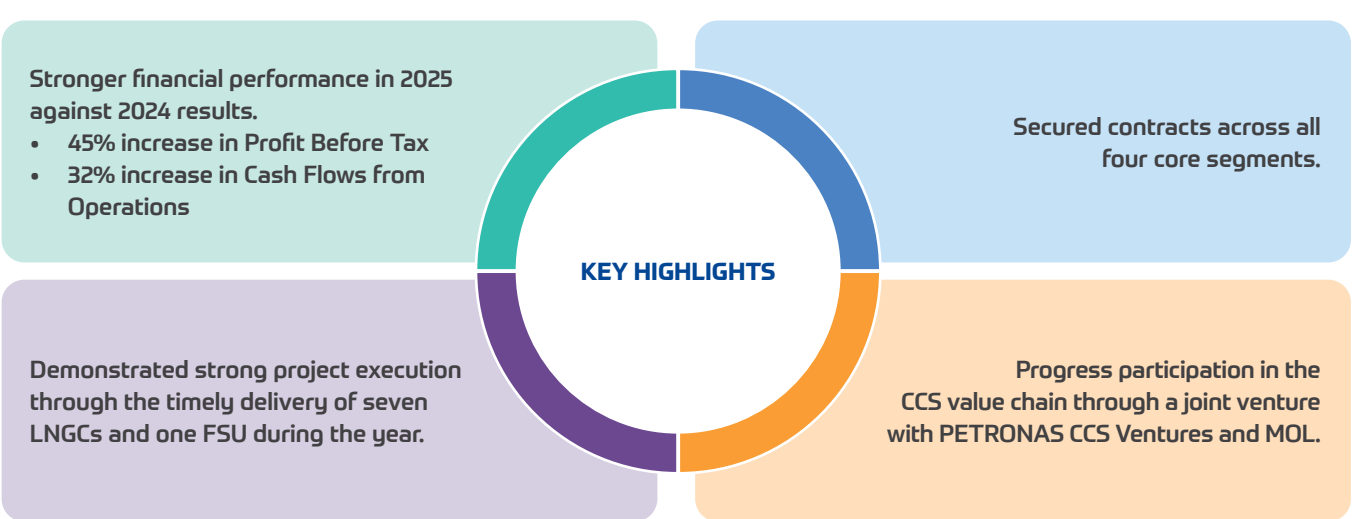 Stronger financial performance in 2025
against 2024 results.
• 45% increase in Profit Before Tax
• 32% increase in Cash Flows from
Operations
Secured contracts across all
four core segments.
KEY HIGHLIGHTS
Demonstrated strong project execution
through the timely delivery of seven
LNGCs and one FSU during the year.
Progress participation in the
CCS value chain through a joint venture
with PETRONAS CCS Ventures and MOL.